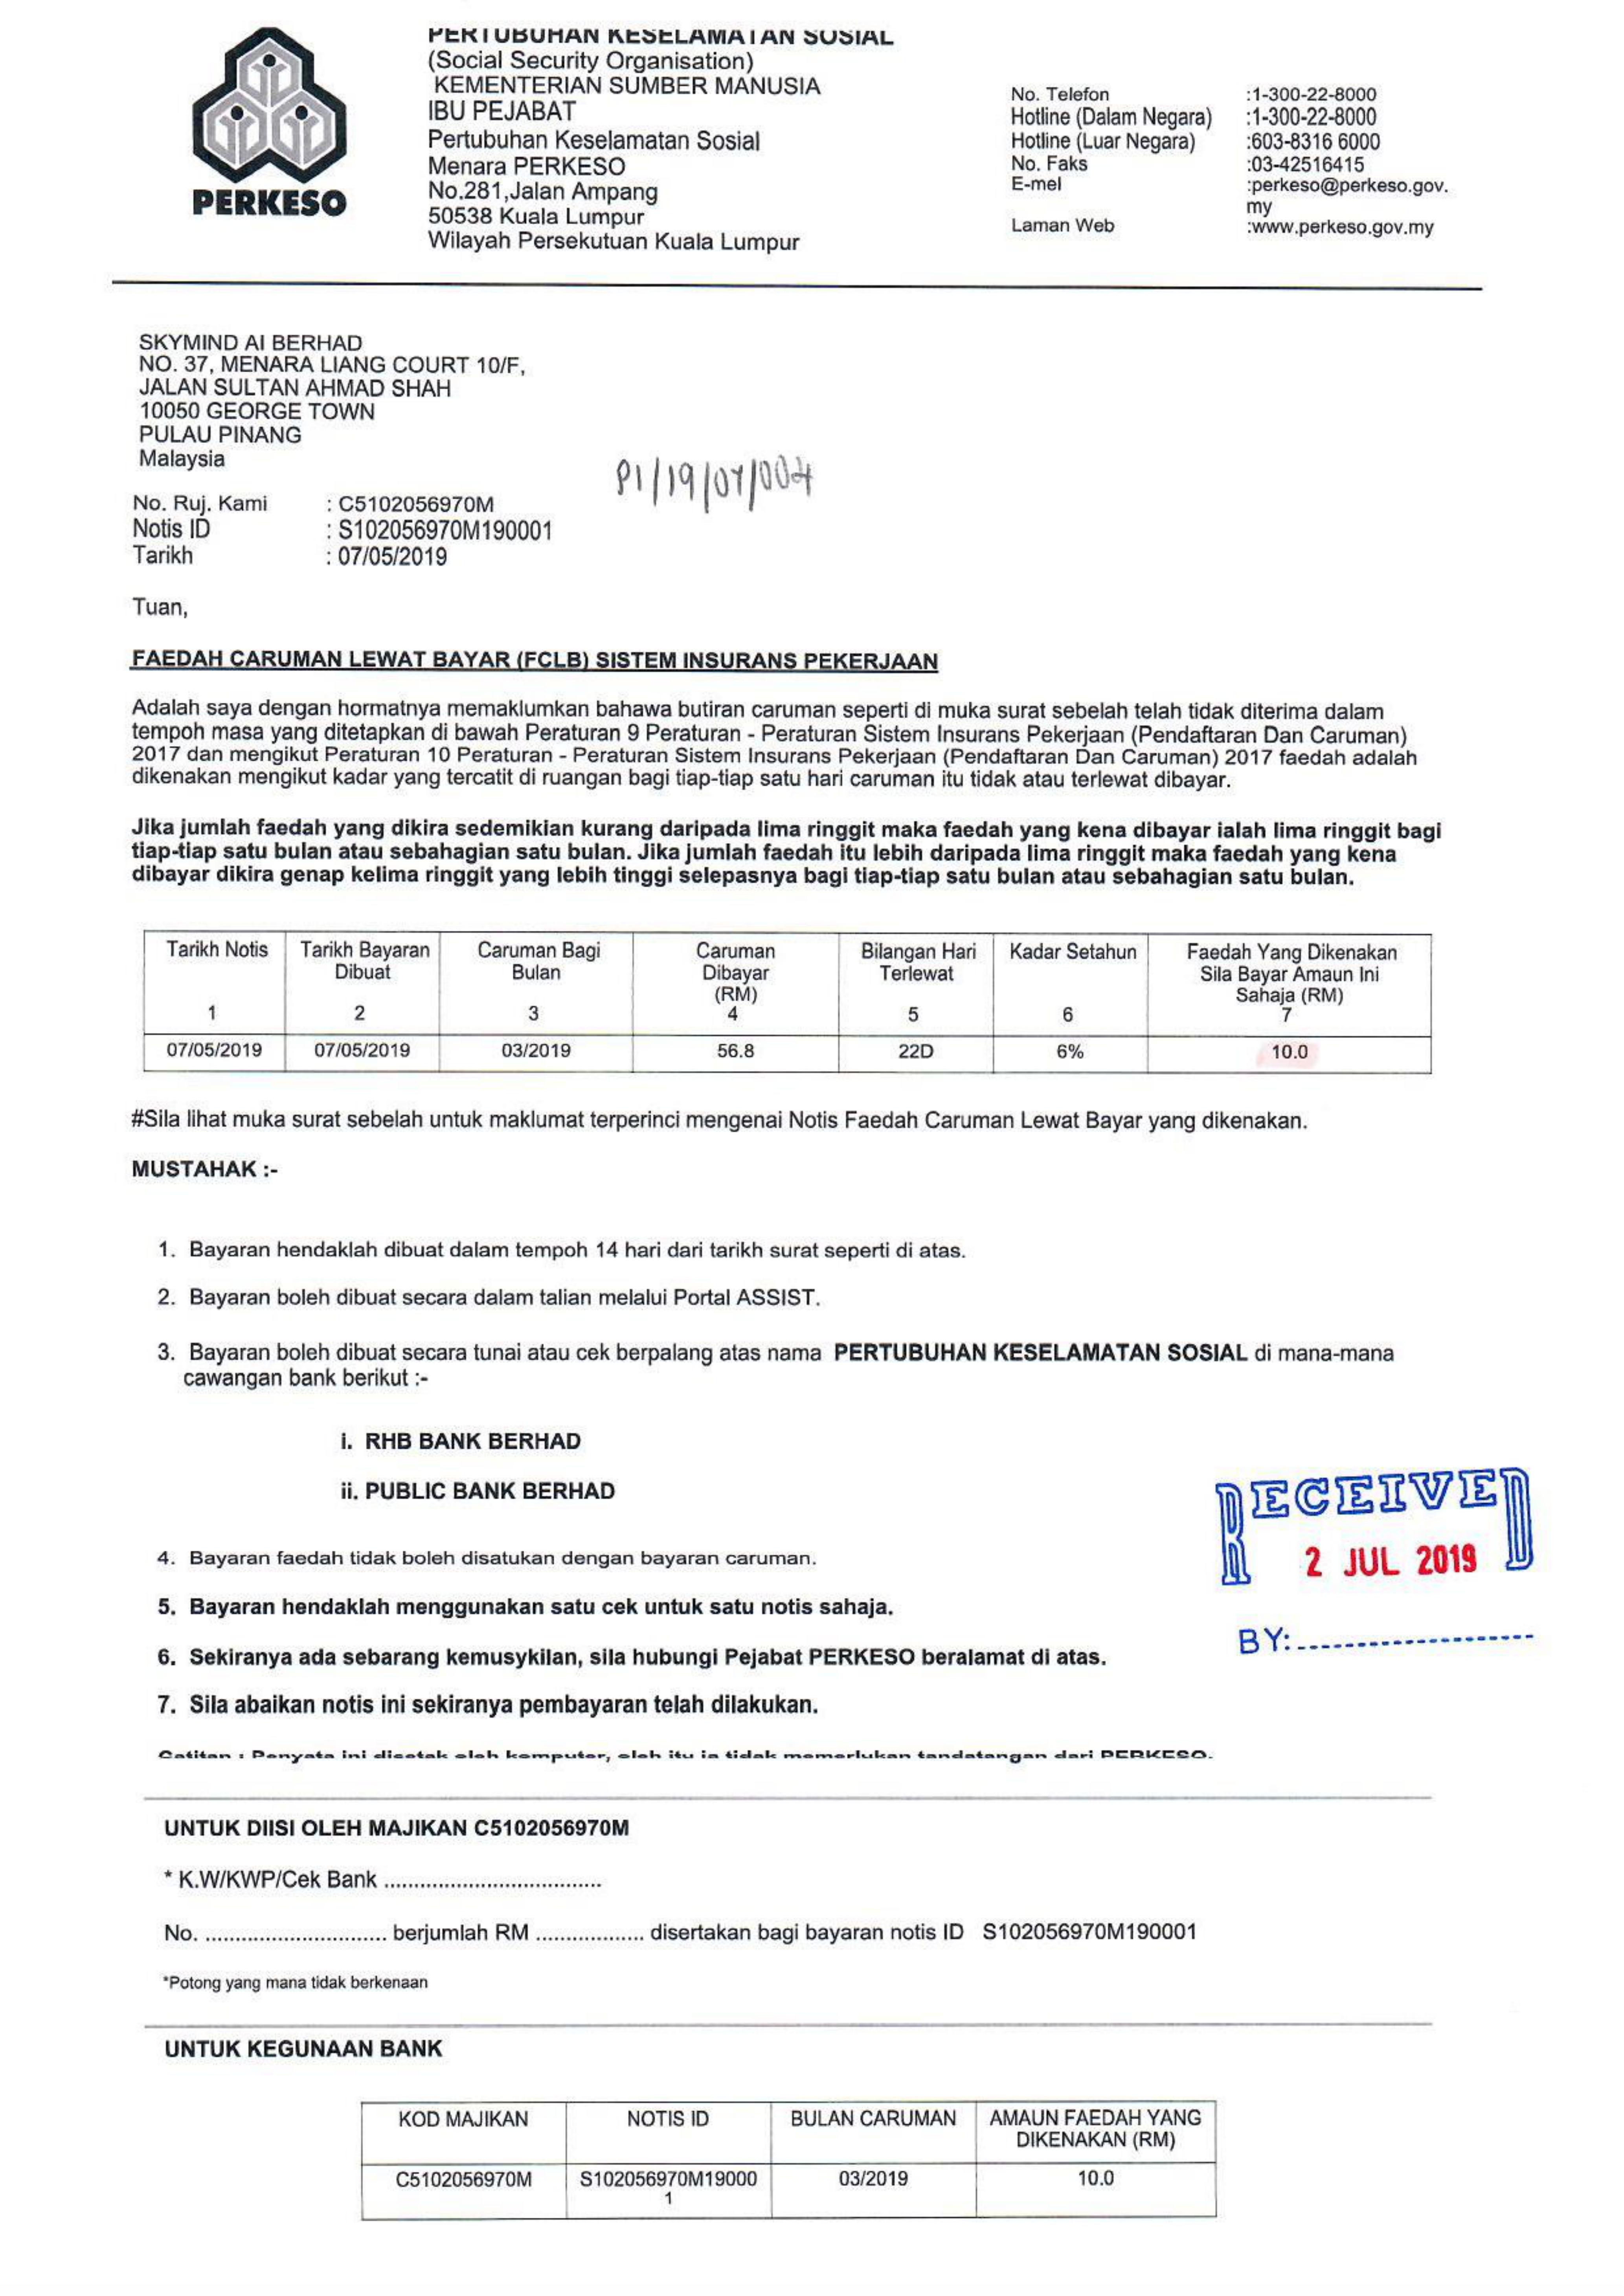 PERTUBUHAN KESELAMATAN SOSIAL
(Social Security Organisation)
KEMENTERIAN SUMBER MANUSIA
IBU PEJABAT
Pertubuhan Keselamatan Sosial
Menara PERKESO
No.281,Jalan Ampang
50538 Kuala Lumpur
Wilayah Persekutuan Kuala Lumpur
PERKESO
No. Telefon :1-300-22-8000
Hotline (Dalam Negara) :1-300-22-8000
Hotline (Luar Negara) :603-8316 6000
No. Faks :03-42516415
E-mel :perkeso@perkeso.gov.
my
Laman Web :www.perkeso.gov.my
SKYMIND AI BERHAD
NO. 37, MENARA LIANG COURT 10/F,
JALAN SULTAN AHMAD SHAH
10050 GEORGE TOWN
PULAU PINANG
Malaysia
No. Ruj. Kami : C5102056970M
Notis ID : S102056970M190001
Tarikh : 07/05/2019
Tuan,
FAEDAH CARUMAN LEWAT BAYAR (FCLB) SISTEM INSURANS PEKERJAAN
Adalah saya dengan hormatnya memaklumkan bahawa butiran caruman seperti di muka surat sebelah telah tidak diterima dalam
tempoh masa yang ditetapkan di bawah Peraturan 9 Peraturan - Peraturan Sistem Insurans Pekerjaan (Pendaftaran Dan Caruman)
2017 dan mengikut Peraturan 10 Peraturan - Peraturan Sistem Insurans Pekerjaan (Pendaftaran Dan Caruman) 2017 faedah adalah
dikenakan mengikut kadar yang tercatit di ruangan bagi tiap-tiap satu hari caruman itu tidak atau terlewat dibayar.
Jika jumlah faedah yang dikira sedemikian kurang daripada lima ringgit maka faedah yang kena dibayar ialah lima ringgit bagi
tiap-tiap satu bulan atau sebahagian satu bulan. Jika jumlah faedah itu lebih daripada lima ringgit maka faedah yang kena
dibayar dikira genap kelima ringgit yang lebih tinggi selepasnya bagi tiap-tiap satu bulan atau sebahagian satu bulan.
Tarikh Notis Tarikh Bayaran Caruman Bagi Caruman Bilangan Hari Kadar Setahun Faedah Yang Dikenakan
Dibuat Bulan Dibayar Terlewat Sila Bayar Amaun Ini
(RM) Sahaja (RM)
1 2 3 4 5 6 7
07/05/2019 07/05/2019 03/2019 56.8 22D 6% 10.0
#Sila lihat muka surat sebelah untuk maklumat terperinci mengenai Notis Faedah Caruman Lewat Bayar yang dikenakan.
MUSTAHAK :-
1. Bayaran hendaklah dibuat dalam tempoh 14 hari dari tarikh surat seperti di atas.
2. Bayaran boleh dibuat secara dalam talian melalui Portal ASSIST.
3. Bayaran boleh dibuat secara tunai atau cek berpalang atas nama PERTUBUHAN KESELAMATAN SOSIAL di mana-mana
cawangan bank berikut :-
i. RHB BANK BERHAD
ii. PUBLIC BANK BERHAD
RECEIVED
2 JUL 2019
BY:
4. Bayaran faedah tidak boleh disatukan dengan bayaran caruman.
5. Bayaran hendaklah menggunakan satu cek untuk satu notis sahaja.
6. Sekiranya ada sebarang kemusykilan, sila hubungi Pejabat PERKESO beralamat di atas.
7. Sila abaikan notis ini sekiranya pembayaran telah dilakukan.
Catitan : Penyata ini dicetak oleh komputer, oleh itu ia tidak memerlukan tandatangan dari PERKESO.
UNTUK DIISI OLEH MAJIKAN C5102056970M
* K.W/KWP/Cek Bank ....................................
No. .............................. berjumlah RM .................. disertakan bagi bayaran notis ID S102056970M190001
*Potong yang mana tidak berkenaan
UNTUK KEGUNAAN BANK
KOD MAJIKAN NOTIS ID BULAN CARUMAN AMAUN FAEDAH YANG
DIKENAKAN (RM)
C5102056970M S102056970M19000 03/2019 10.0
1